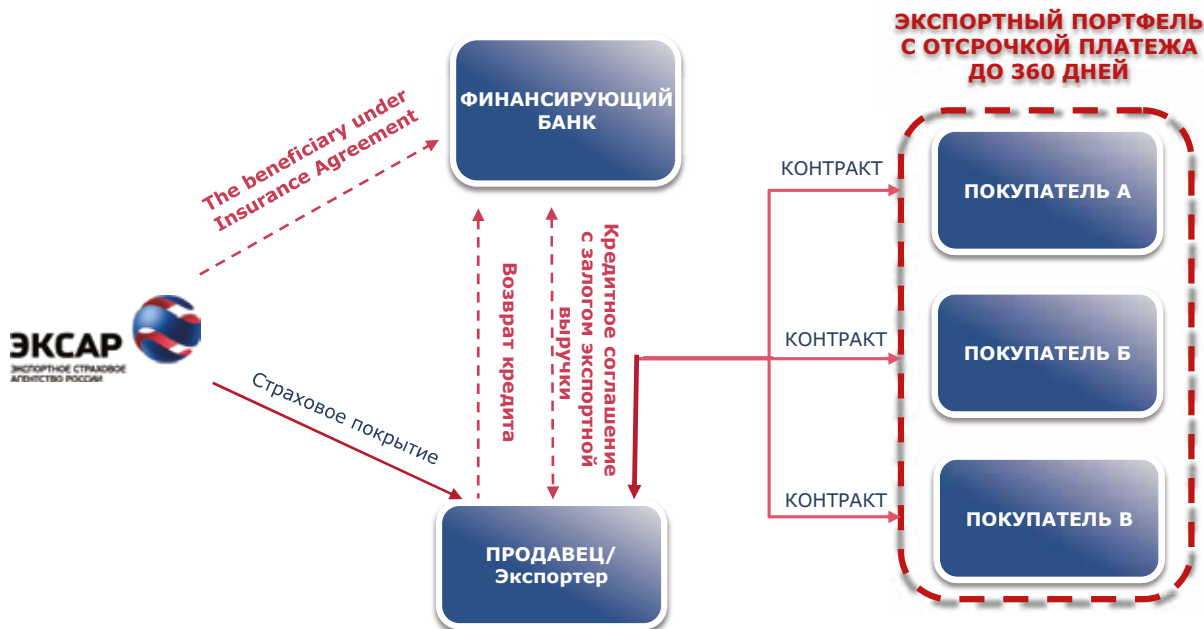 ЭКСПОРТНЫЙ ПОРТФЕЛЬ
С ОТСРОЧКОЙ ПЛАТЕЖА
ДО 360 ДНЕЙ
ФИНАНСИРУЮЩИЙ
БАНК
The beneficiary under
Insurance Agreement
КОНТРАКТ
ПОКУПАТЕЛЬ А
Возврат кредита
Кредитное соглашение
с залогом экспортной
выручки
ЭКСАР
ЭКСПОРТНОЕ СТРАХОВОЕ
АГЕНТСТВО РОССИИ
КОНТРАКТ
ПОКУПАТЕЛЬ Б
Страховое покрытие
КОНТРАКТ
ПОКУПАТЕЛЬ В
ПРОДАВЕЦ/
Экспортер